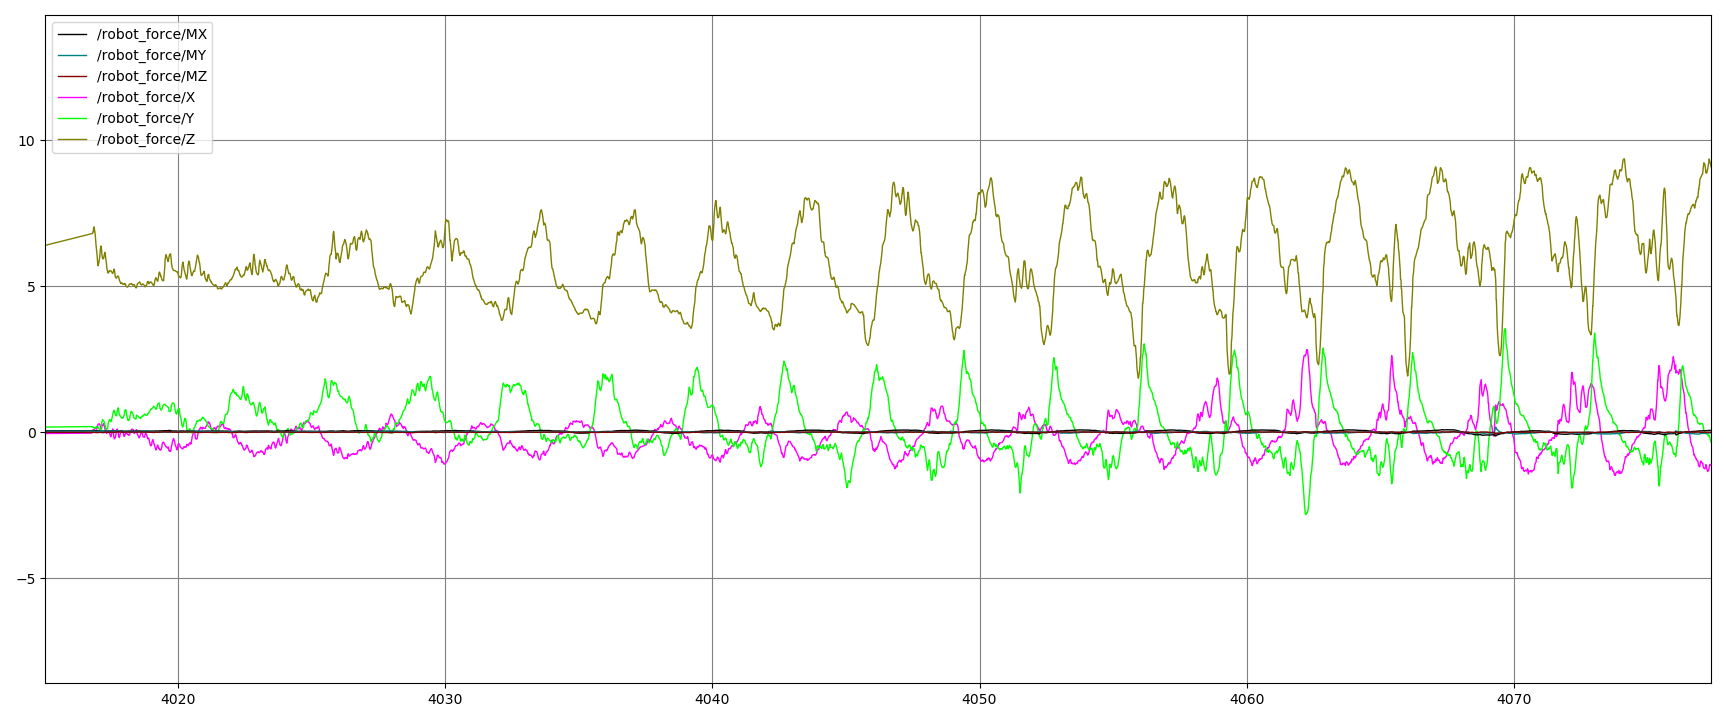 /robot_force/MX
/robot_force/MY
/robot_force/MZ
/robot_force/X
/robot_force/Y
/robot_force/Z
10
5
0
−5
4020 4030 4040 4050 4060 4070